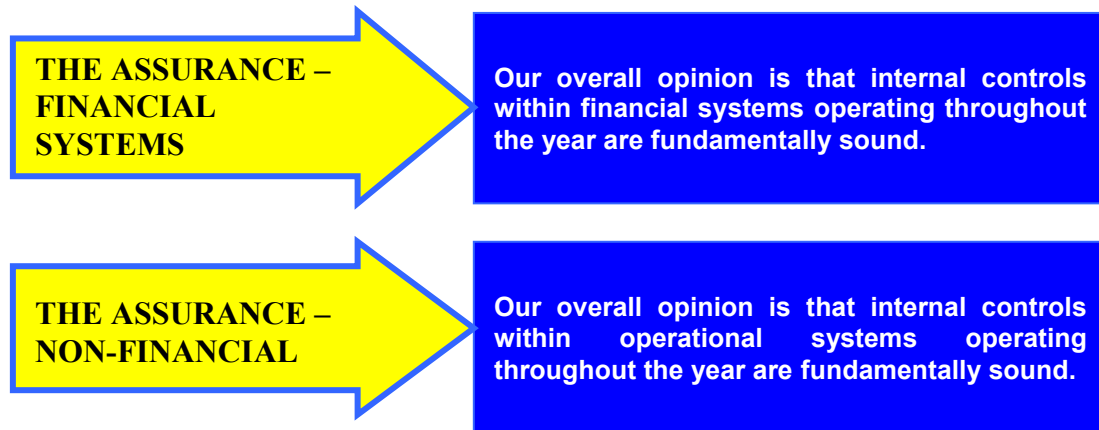 THE ASSURANCE –
FINANCIAL
SYSTEMS
Our overall opinion is that internal controls
within financial systems operating throughout
the year are fundamentally sound.
THE ASSURANCE –
NON-FINANCIAL
Our overall opinion is that internal controls
within operational systems operating
throughout the year are fundamentally sound.